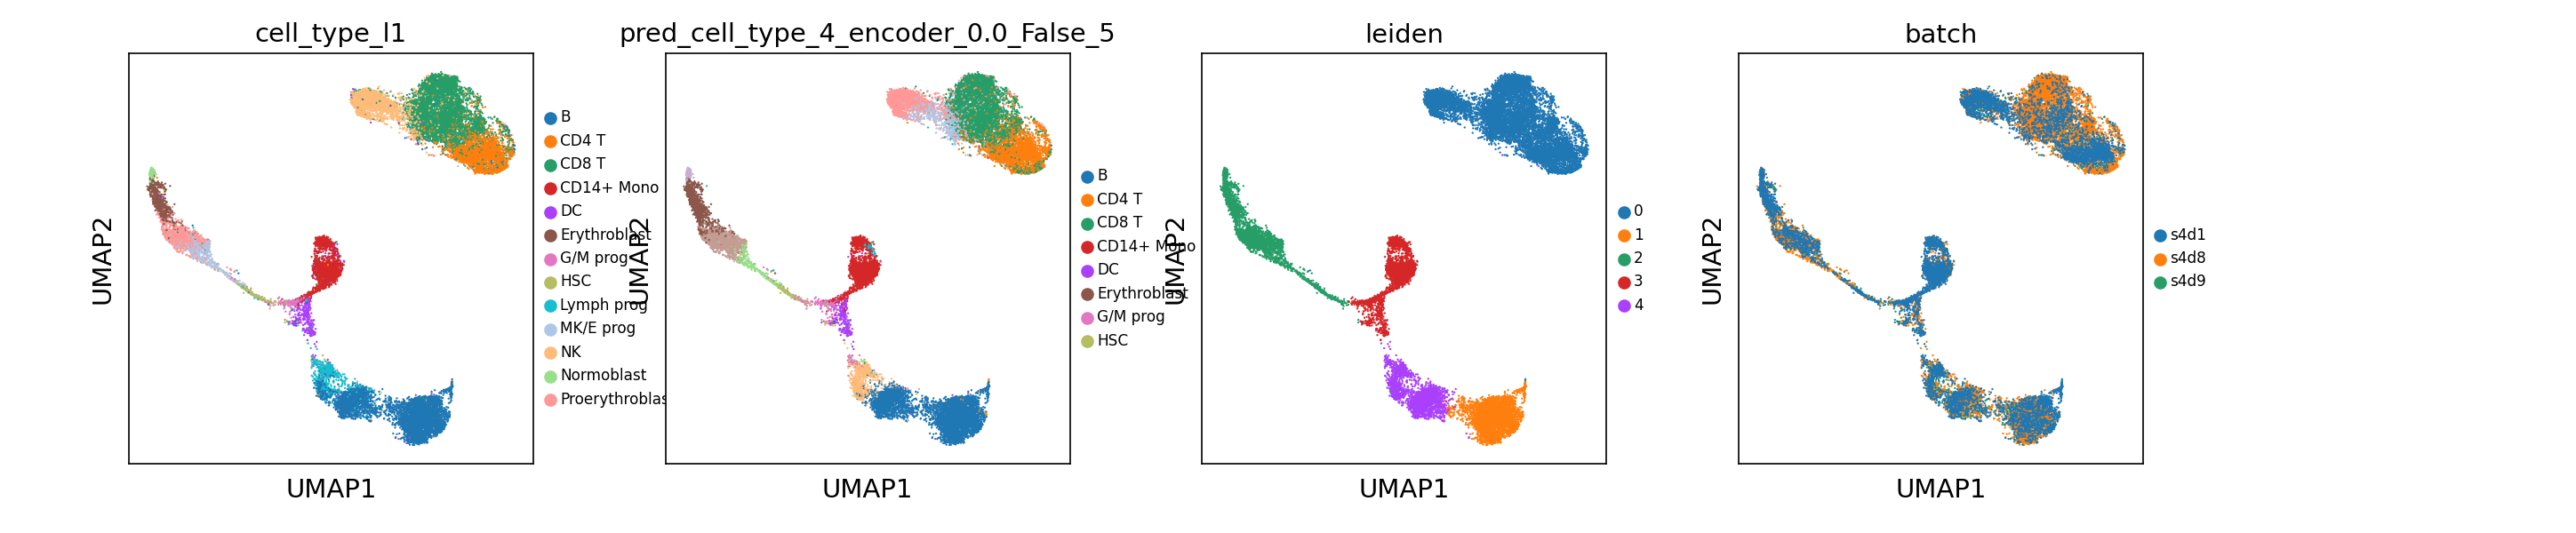 cell_type_l1
UMAP2
UMAP1
B
CD4 T
CD8 T
CD14+ Mono
DC
Erythroblast
G/M prog
HSC
Lymph prog
MK/E prog
NK
Normoblast
Proerythroblas
pred_cell_type_4_encoder_0.0_False_5
UMAP2
UMAP1
B
CD4 T
CD8 T
CD14+ Mono
DC
Erythroblast
G/M prog
HSC
leiden
UMAP2
UMAP1
0
1
2
3
4
batch
UMAP2
UMAP1
s4d1
s4d8
s4d9